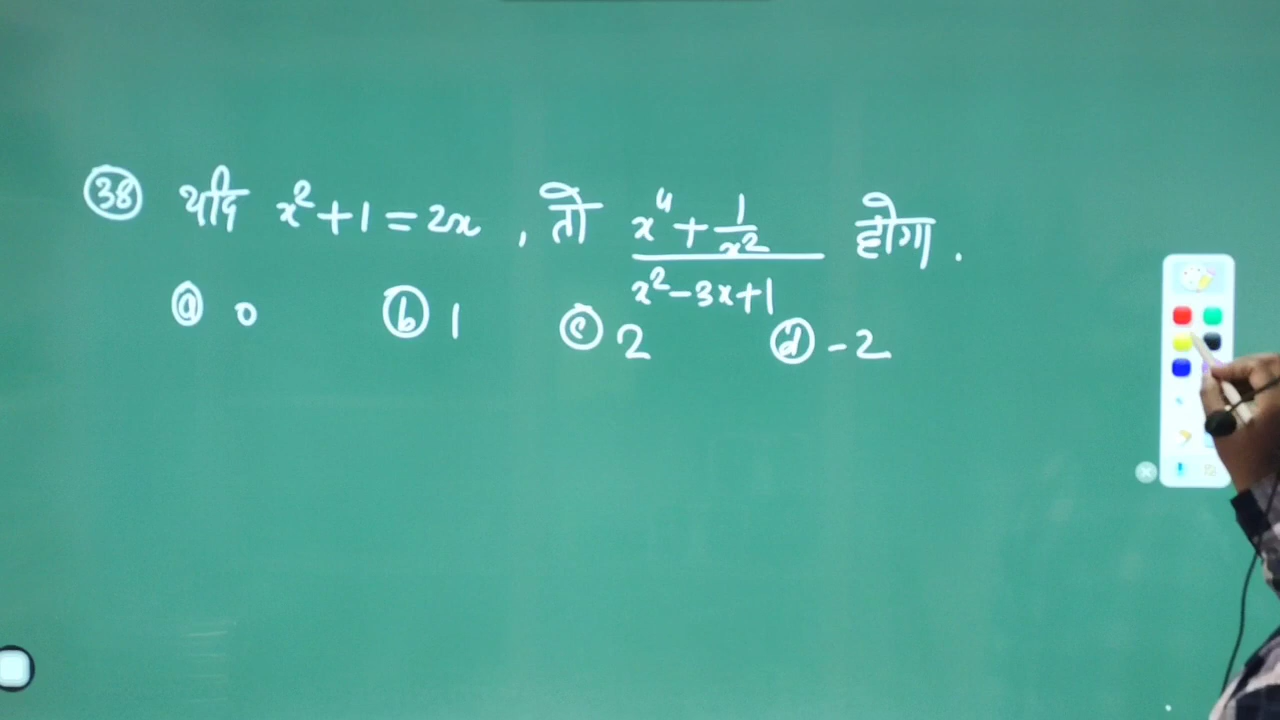 (38) यदि x² + 1 = 2x , तो (x⁴ + 1/x²)/(x² - 3x + 1) होगा .
(a) 0 (b) 1 (c) 2 (d) -2